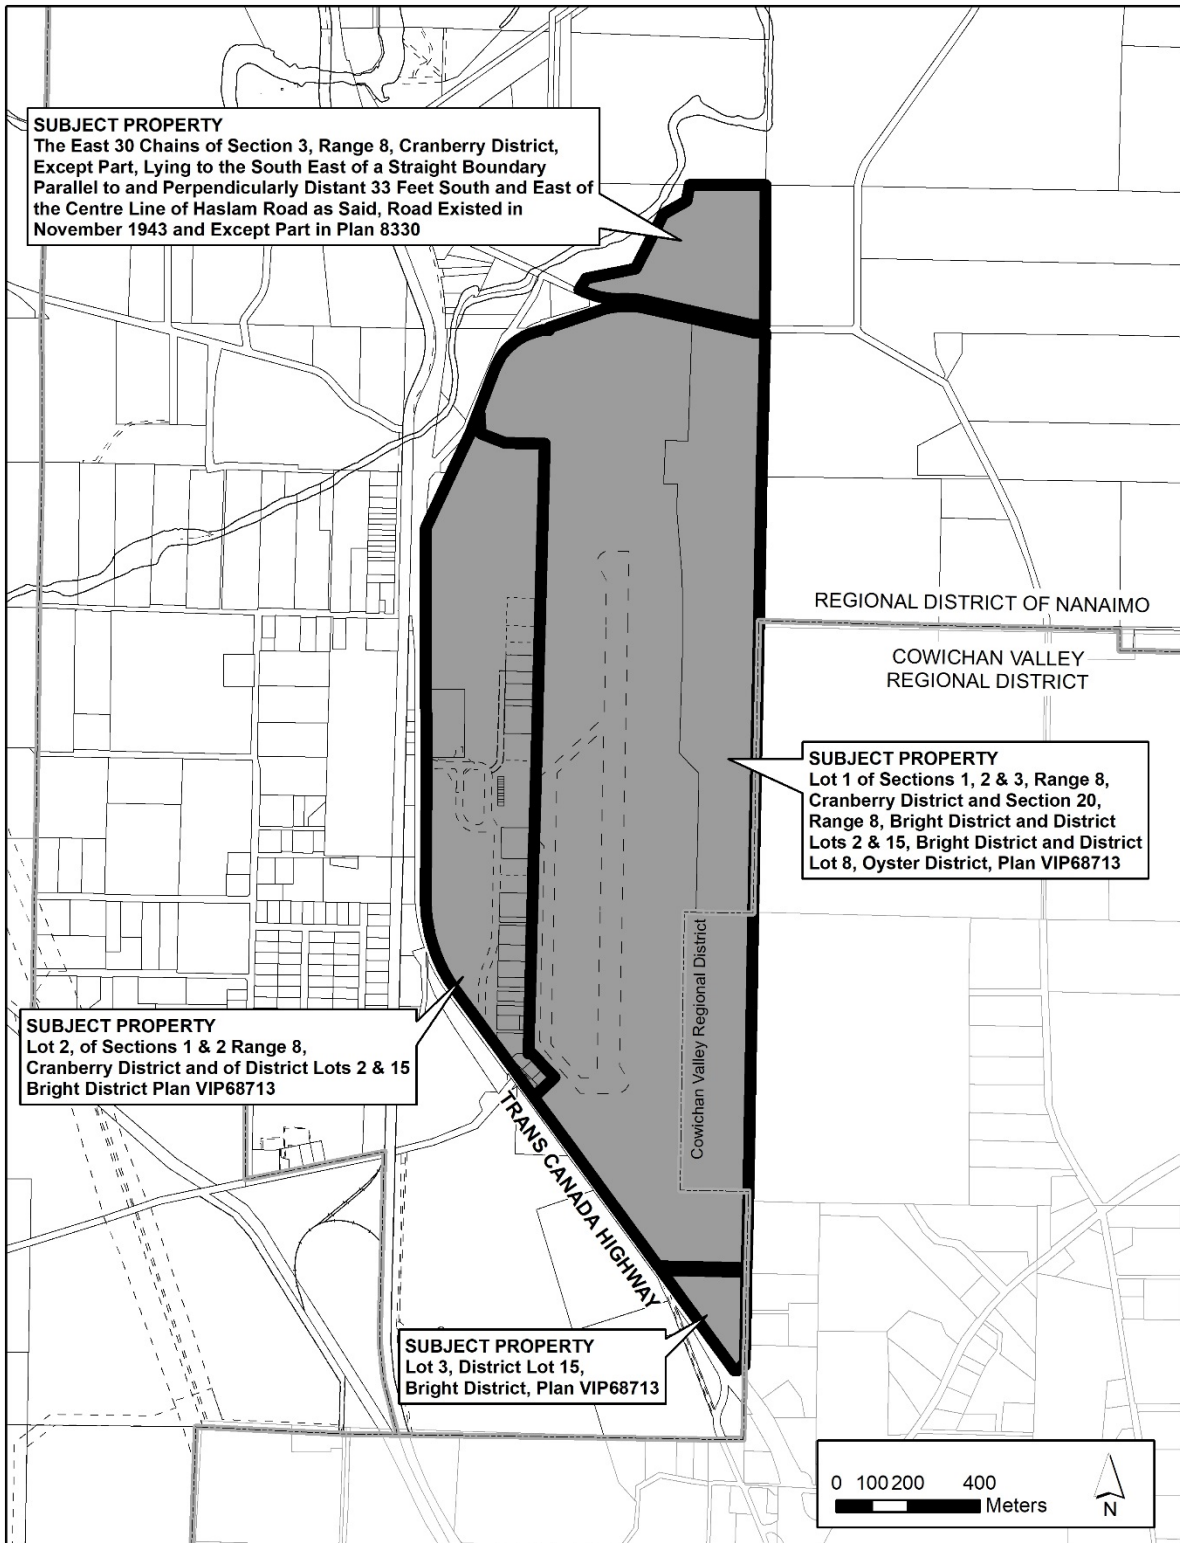 SUBJECT PROPERTY
The East 30 Chains of Section 3, Range 8, Cranberry District,
Except Part, Lying to the South East of a Straight Boundary
Parallel to and Perpendicularly Distant 33 Feet South and East of
the Centre Line of Haslam Road as Said, Road Existed in
November 1943 and Except Part in Plan 8330
REGIONAL DISTRICT OF NANAIMO
COWICHAN VALLEY
REGIONAL DISTRICT
SUBJECT PROPERTY
Lot 1 of Sections 1, 2 & 3, Range 8,
Cranberry District and Section 20,
Range 8, Bright District and District
Lots 2 & 15, Bright District and District
Lot 8, Oyster District, Plan VIP68713
Cowichan Valley Regional District
SUBJECT PROPERTY
Lot 2, of Sections 1 & 2 Range 8,
Cranberry District and of District Lots 2 & 15
Bright District Plan VIP68713
TRANS CANADA HIGHWAY
SUBJECT PROPERTY
Lot 3, District Lot 15,
Bright District, Plan VIP68713
0 100 200 400
Meters
N